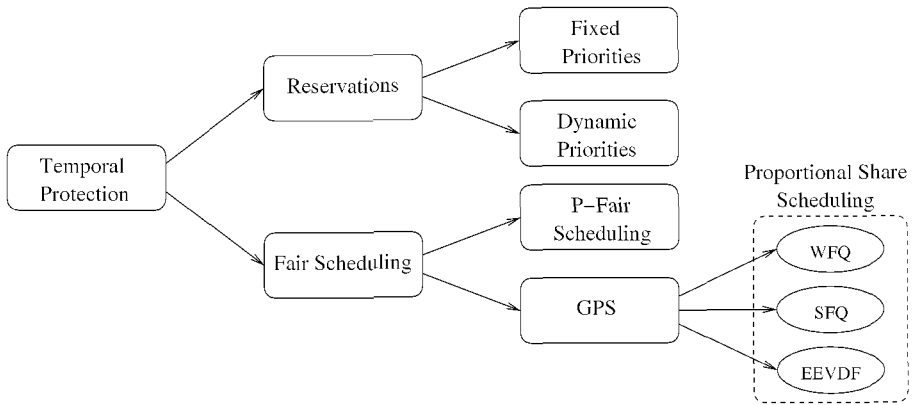 Temporal
Protection
Reservations
Fixed
Priorities
Dynamic
Priorities
Fair Scheduling
P-Fair
Scheduling
GPS
Proportional Share
Scheduling
WFQ
SFQ
EEVDF